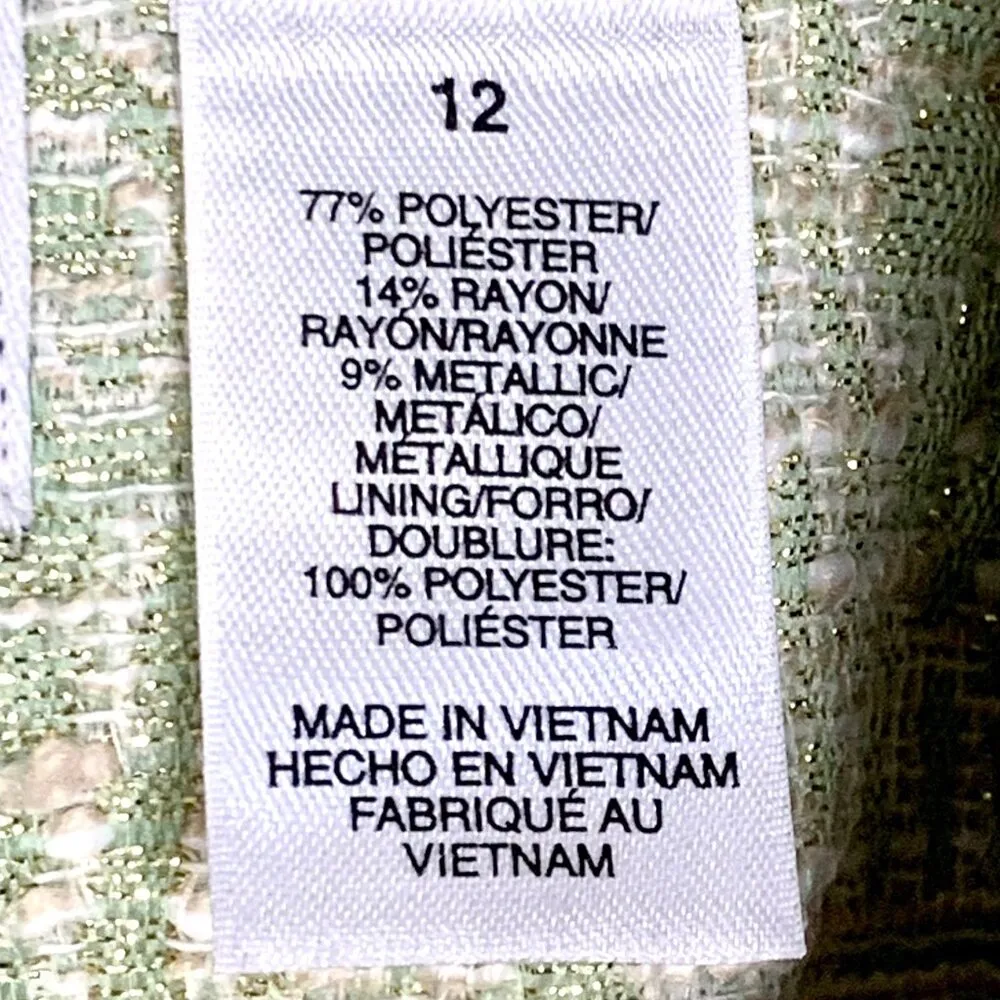 12
77% POLYESTER/
POLIÉSTER
14% RAYON/
RAYÓN/RAYONNE
9% METALLIC/
METÁLICO/
MÉTALLIQUE
LINING/FORRO/
DOUBLURE:
100% POLYESTER/
POLIÉSTER
MADE IN VIETNAM
HECHO EN VIETNAM
FABRIQUÉ AU
VIETNAM